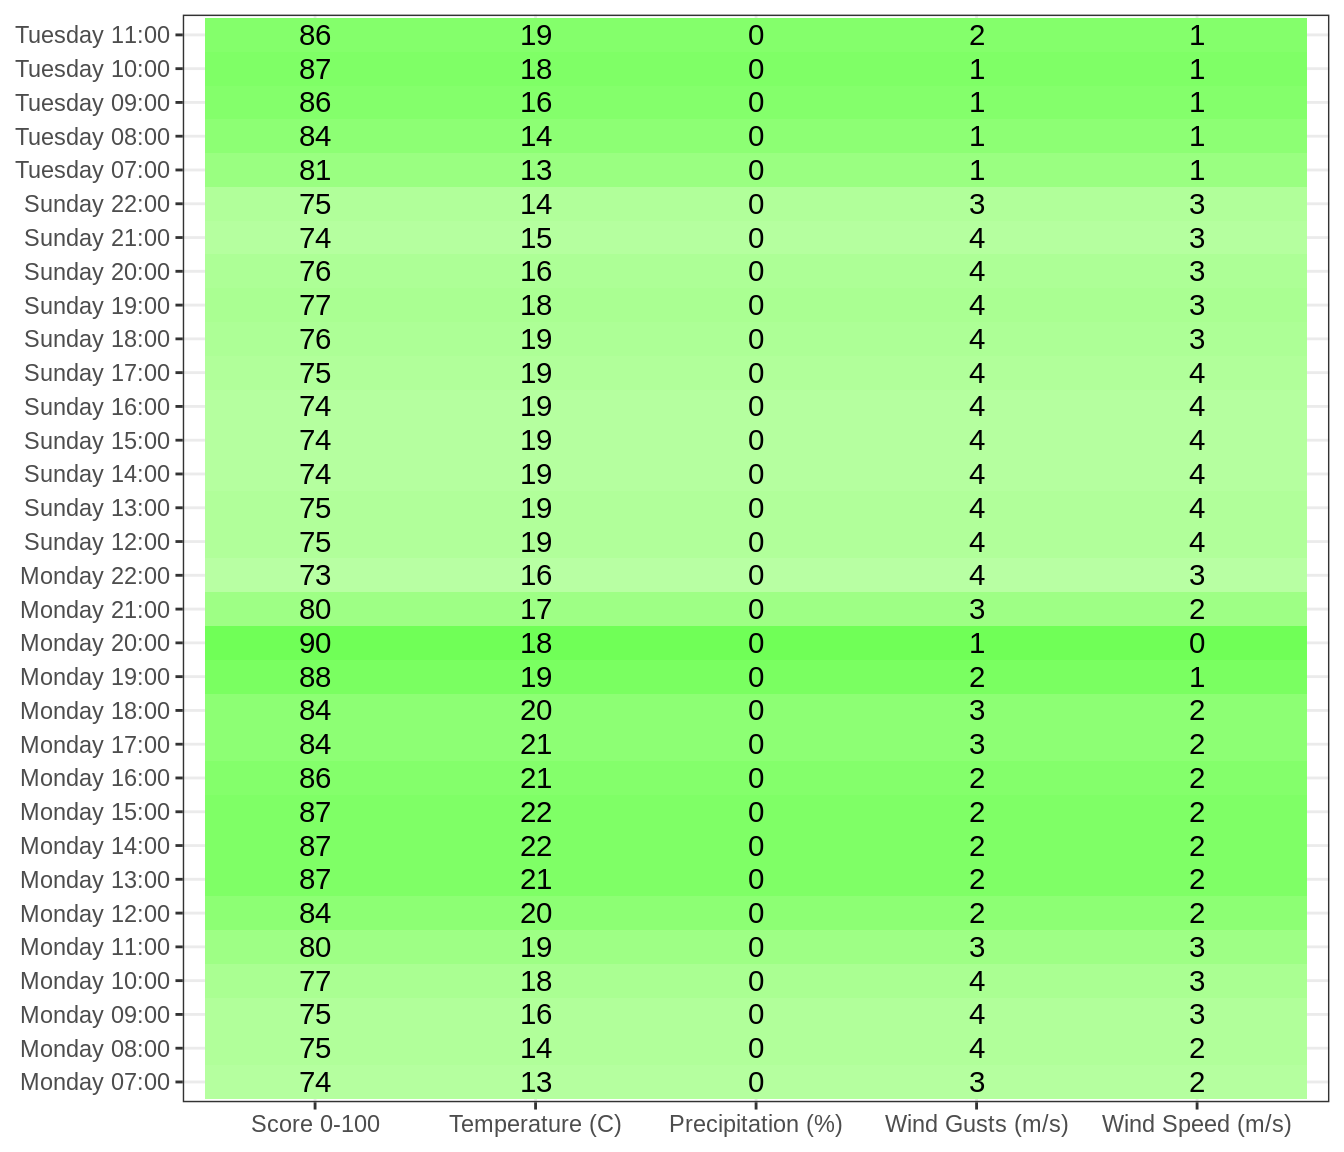 Tuesday 11:00 86 19 0 2 1
Tuesday 10:00 87 18 0 1 1
Tuesday 09:00 86 16 0 1 1
Tuesday 08:00 84 14 0 1 1
Tuesday 07:00 81 13 0 1 1
Sunday 22:00 75 14 0 3 3
Sunday 21:00 74 15 0 4 3
Sunday 20:00 76 16 0 4 3
Sunday 19:00 77 18 0 4 3
Sunday 18:00 76 19 0 4 3
Sunday 17:00 75 19 0 4 4
Sunday 16:00 74 19 0 4 4
Sunday 15:00 74 19 0 4 4
Sunday 14:00 74 19 0 4 4
Sunday 13:00 75 19 0 4 4
Sunday 12:00 75 19 0 4 4
Monday 22:00 73 16 0 4 3
Monday 21:00 80 17 0 3 2
Monday 20:00 90 18 0 1 0
Monday 19:00 88 19 0 2 1
Monday 18:00 84 20 0 3 2
Monday 17:00 84 21 0 3 2
Monday 16:00 86 21 0 2 2
Monday 15:00 87 22 0 2 2
Monday 14:00 87 22 0 2 2
Monday 13:00 87 21 0 2 2
Monday 12:00 84 20 0 2 2
Monday 11:00 80 19 0 3 3
Monday 10:00 77 18 0 4 3
Monday 09:00 75 16 0 4 3
Monday 08:00 75 14 0 4 2
Monday 07:00 74 13 0 3 2
Score 0-100 Temperature (C) Precipitation (%) Wind Gusts (m/s) Wind Speed (m/s)